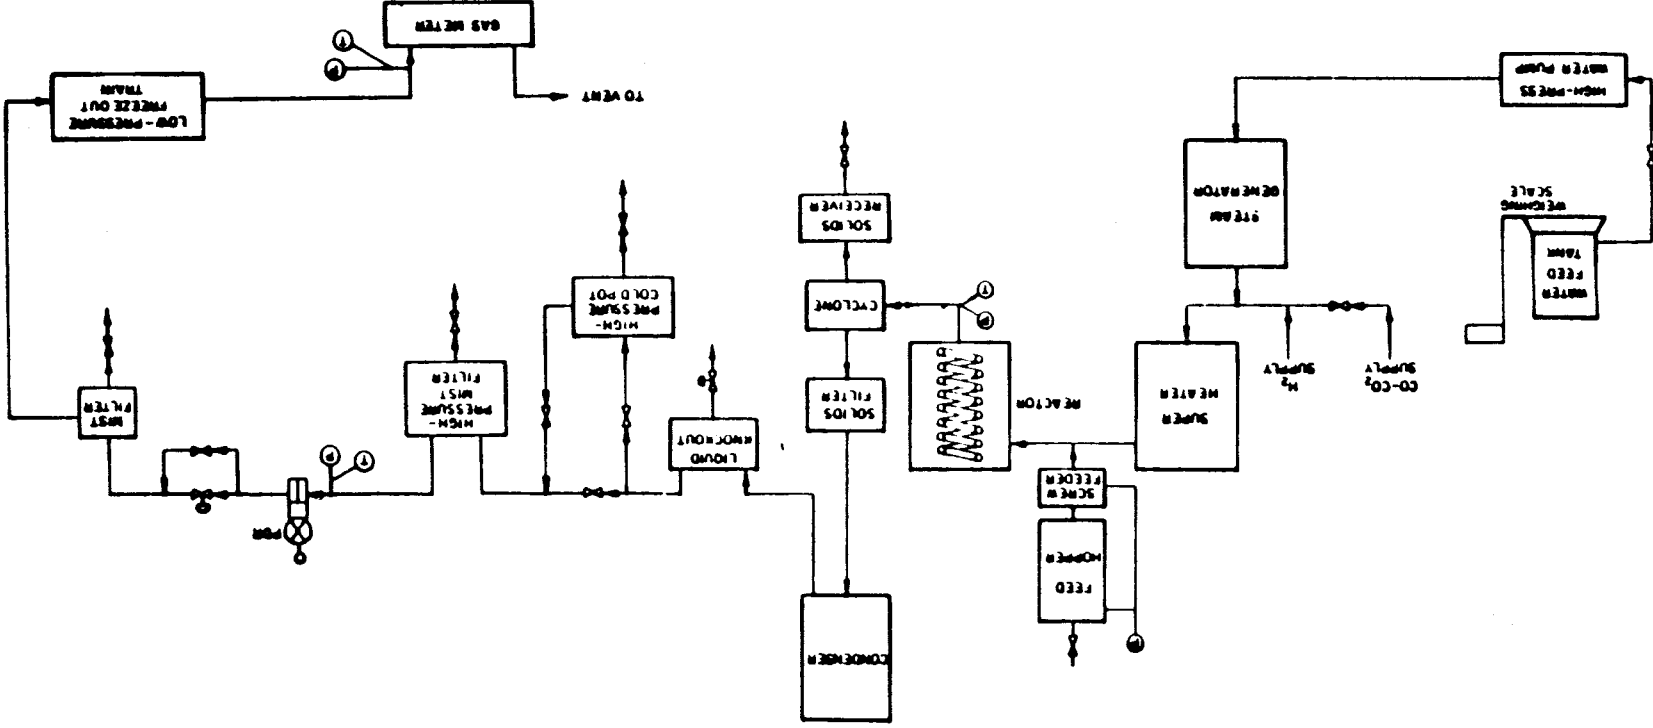 CONDENSER
P
FEED
HOPPER
PDR
SCREW
FEEDER
T
P
LIQUID
KNOCKOUT
HIGH-
PRESSURE
MIST
FILTER
MIST
FILTER
SUPER
HEATER
REACTOR
SOLIDS
FILTER
CO-CO2
SUPPLY
H2
SUPPLY
WATER
FEED
TANK
WEIGHING
SCALE
P
T
CYCLONE
HIGH-
PRESSURE
COLD POT
STEAM
GENERATOR
SOLIDS
RECEIVER
HIGH-PRESS
WATER PUMP
TO VENT
LOW-PRESSURE
FREEZE OUT
TRAIN
P
T
GAS METER